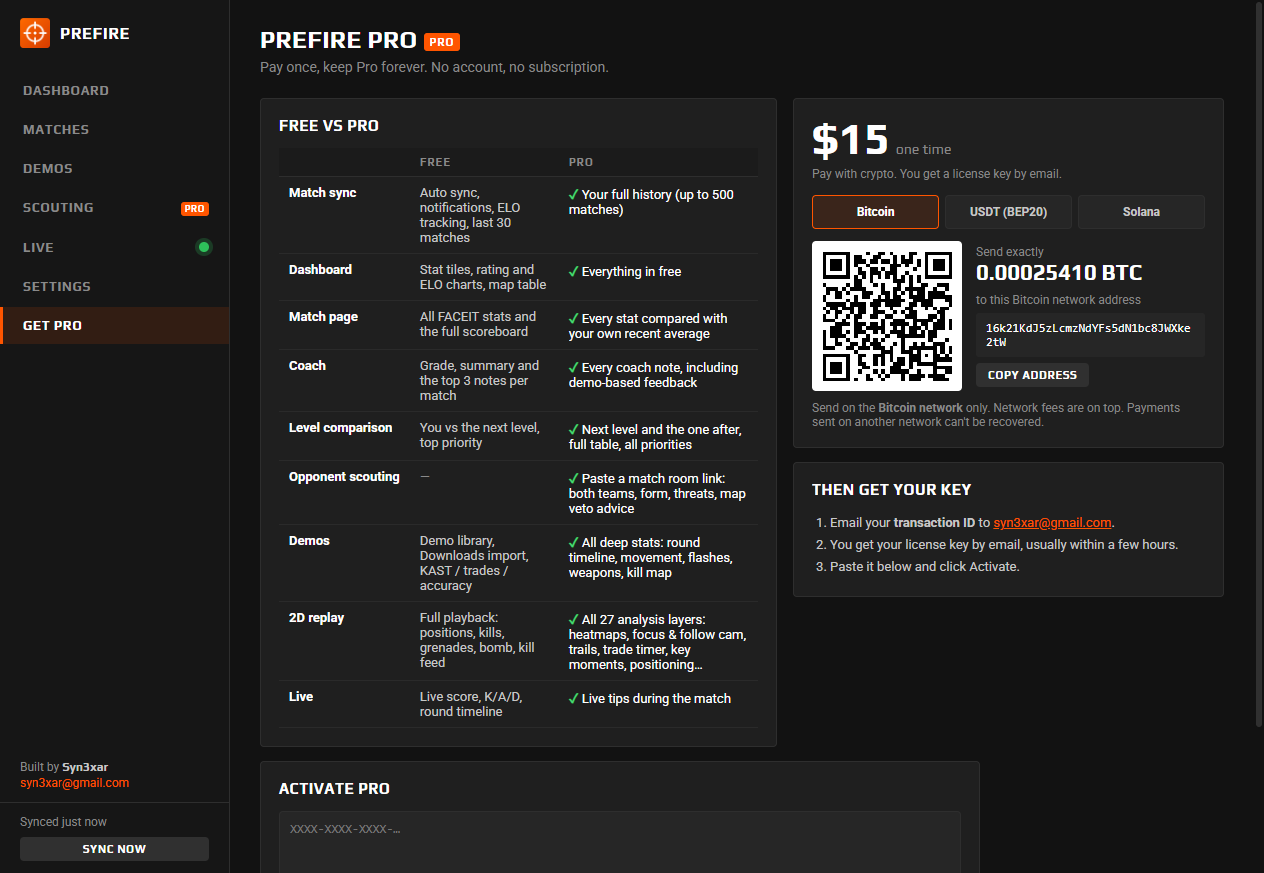 PREFIRE
DASHBOARD
MATCHES
DEMOS
SCOUTING PRO
LIVE
SETTINGS
GET PRO
Built by Syn3xar
syn3xar@gmail.com
Synced just now
SYNC NOW
PREFIRE PRO PRO
Pay once, keep Pro forever. No account, no subscription.
FREE VS PRO
FREE PRO
Match sync
Auto sync,
notifications, ELO
tracking, last 30
matches
✓ Your full history (up to 500
matches)
Dashboard
Stat tiles, rating and
ELO charts, map table
✓ Everything in free
Match page
All FACEIT stats and
the full scoreboard
✓ Every stat compared with
your own recent average
Coach
Grade, summary and
the top 3 notes per
match
✓ Every coach note, including
demo-based feedback
Level comparison
You vs the next level,
top priority
✓ Next level and the one after,
full table, all priorities
Opponent scouting
—
✓ Paste a match room link:
both teams, form, threats, map
veto advice
Demos
Demo library,
Downloads import,
KAST / trades /
accuracy
✓ All deep stats: round
timeline, movement, flashes,
weapons, kill map
2D replay
Full playback:
positions, kills,
grenades, bomb, kill
feed
✓ All 27 analysis layers:
heatmaps, focus & follow cam,
trails, trade timer, key
moments, positioning…
Live
Live score, K/A/D,
round timeline
✓ Live tips during the match
$15 one time
Pay with crypto. You get a license key by email.
Bitcoin
USDT (BEP20)
Solana
Send exactly
0.00025410 BTC
to this Bitcoin network address
16k21KdJ5zLcmzNdYFs5dN1bc8JWXke
2tW
COPY ADDRESS
Send on the Bitcoin network only. Network fees are on top. Payments
sent on another network can't be recovered.
THEN GET YOUR KEY
1. Email your transaction ID to syn3xar@gmail.com.
2. You get your license key by email, usually within a few hours.
3. Paste it below and click Activate.
ACTIVATE PRO
XXXX-XXXX-XXXX-…